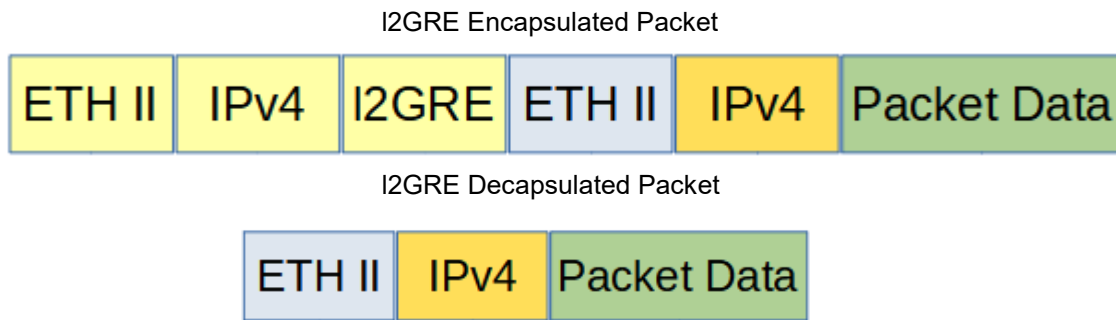 l2GRE Encapsulated Packet
ETH II IPv4 l2GRE ETH II IPv4 Packet Data
l2GRE Decapsulated Packet
ETH II IPv4 Packet Data